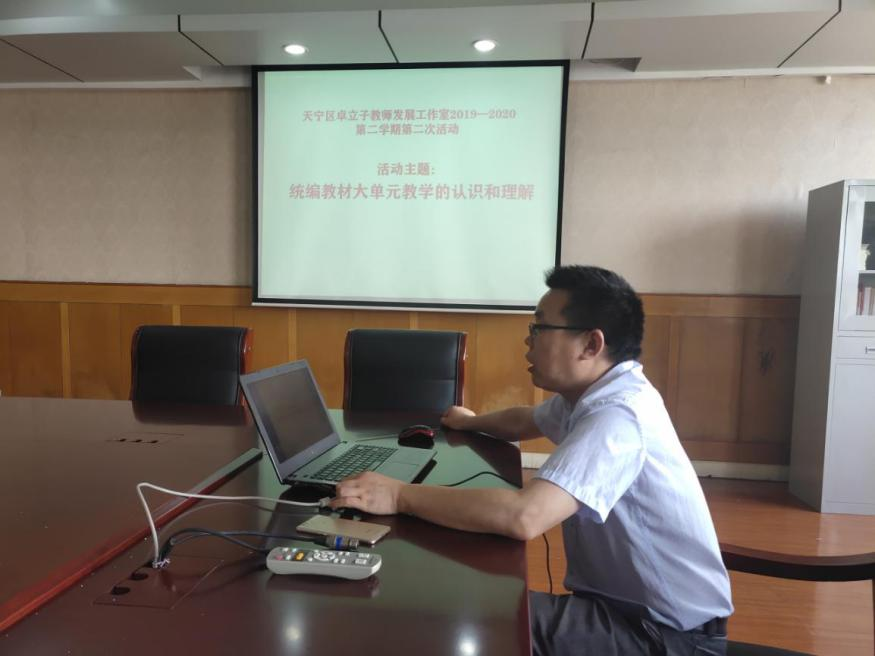 天宁区卓立子教师发展工作室2019—2020
第二学期第二次活动
活动主题:
统编教材大单元教学的认识和理解